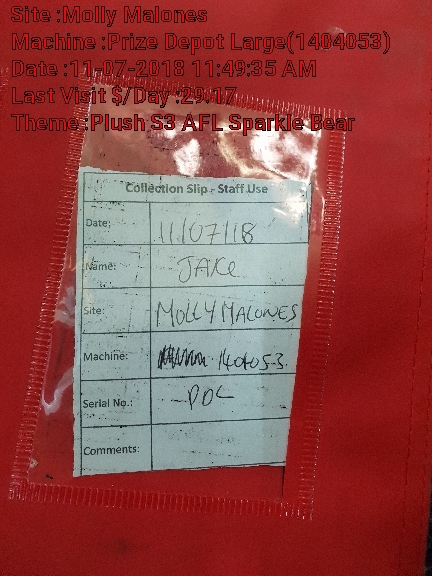 Site :Molly Malones
Machine :Prize Depot Large(1404053)
Date :11-07-2018 11:49:35 AM
Last Visit $/Day :29.17
Theme :Plush S3 AFL Sparkle Bear
Collection Slip - Staff Use
Date: 11/07/18
Name: JAKE
Site: MOLLY MALONES
Machine: 1404053
Serial No.: PDL
Comments: